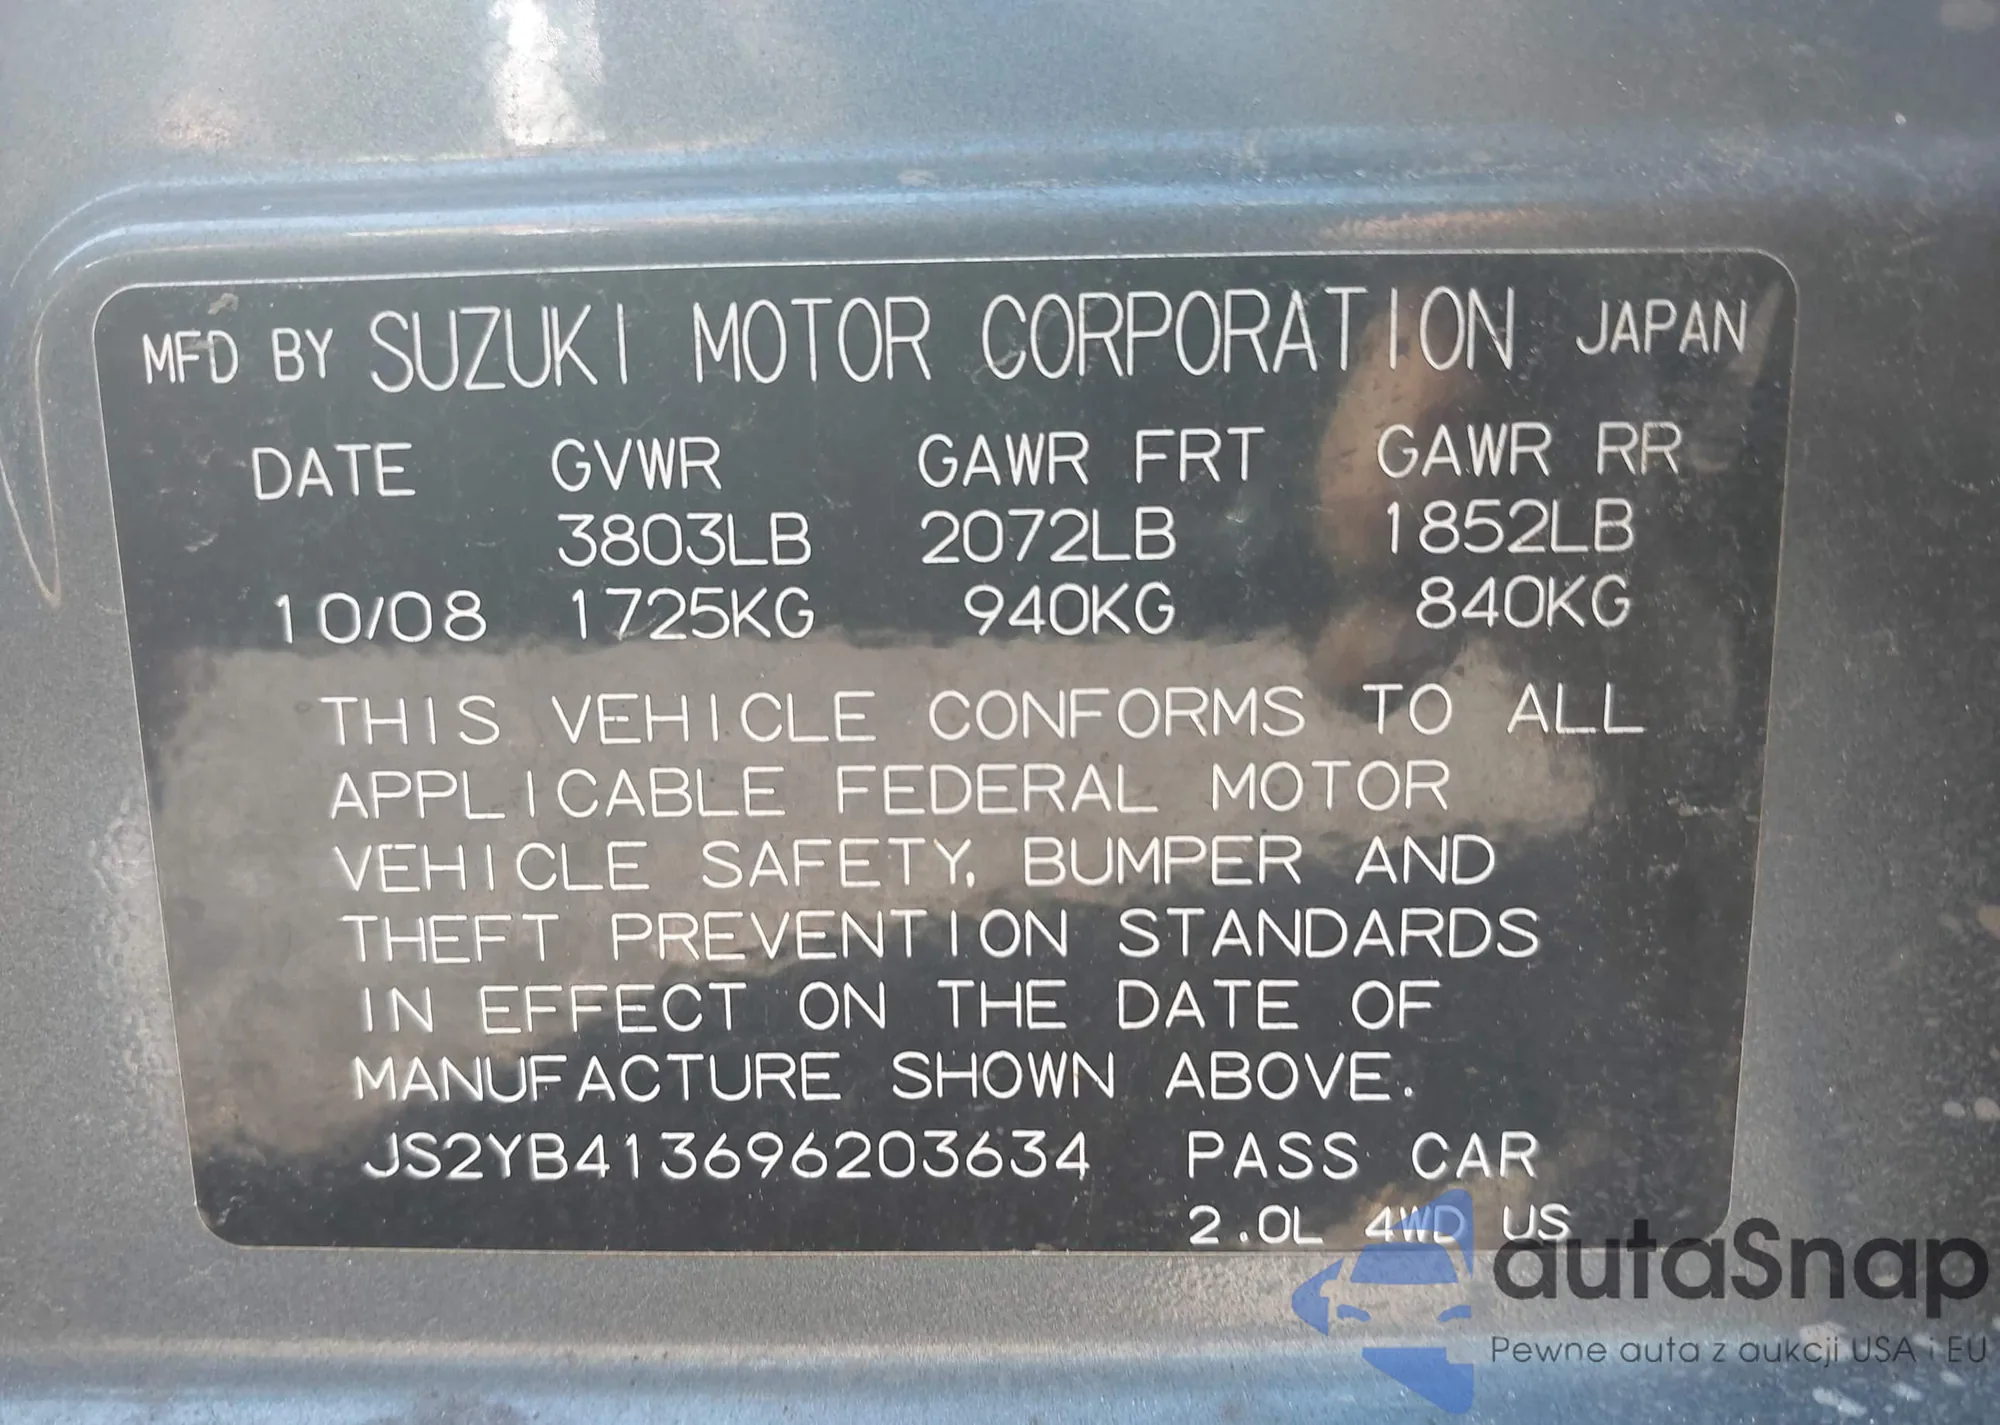 MFD BY SUZUKI MOTOR CORPORATION JAPAN
DATE GVWR GAWR FRT GAWR RR
3803LB 2072LB 1852LB
10/08 1725KG 940KG 840KG
THIS VEHICLE CONFORMS TO ALL
APPLICABLE FEDERAL MOTOR
VEHICLE SAFETY, BUMPER AND
THEFT PREVENTION STANDARDS
IN EFFECT ON THE DATE OF
MANUFACTURE SHOWN ABOVE.
JS2YB413696203634 PASS CAR
2.0L 4WD US
autaSnap
Pewne auta z aukcji USA i EU